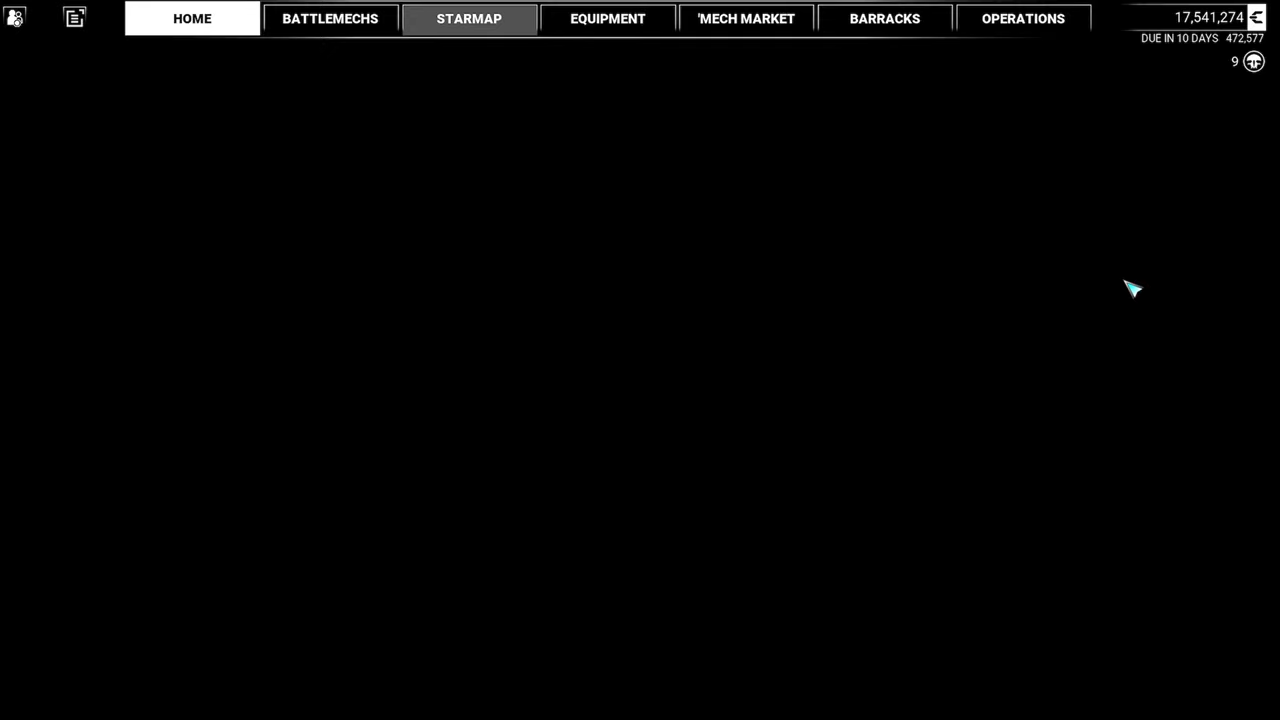 HOME
BATTLEMECHS
STARMAP
EQUIPMENT
'MECH MARKET
BARRACKS
OPERATIONS
17,541,274
DUE IN 10 DAYS 472,577
9